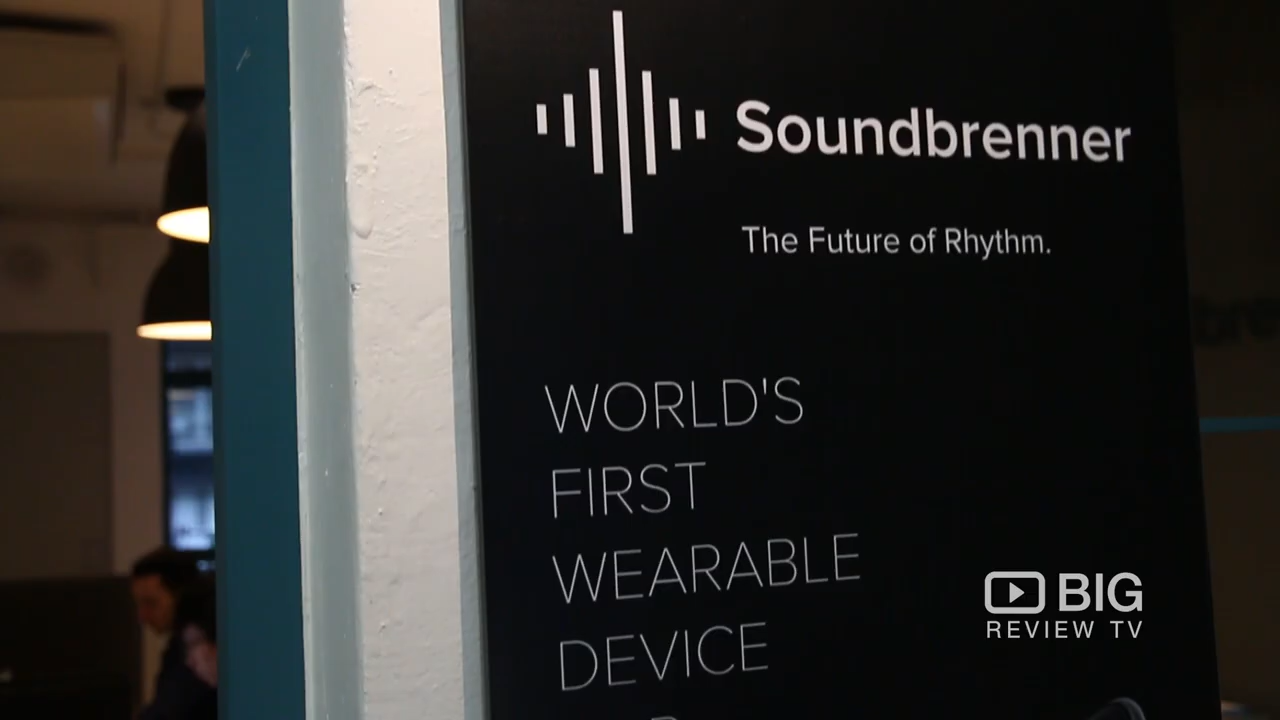 Soundbrenner
The Future of Rhythm.
WORLD'S
FIRST
WEARABLE
DEVICE
BIG
REVIEW TV